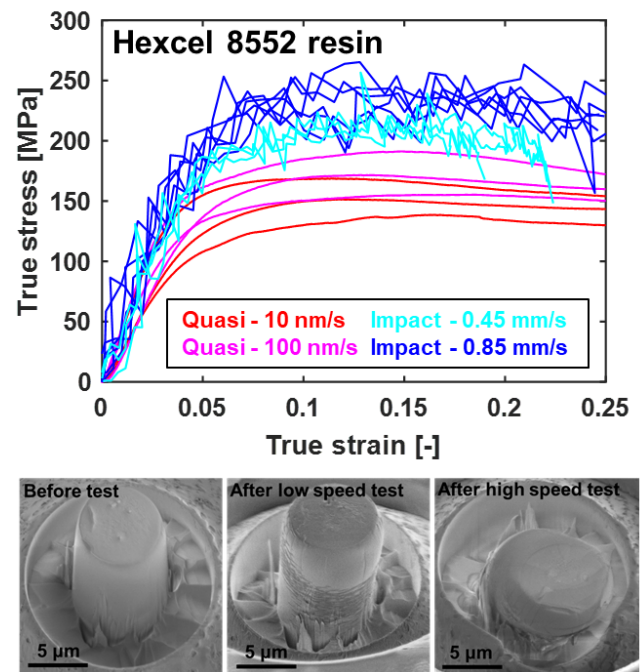 Hexcel 8552 resin
True stress [MPa]
300
250
200
150
100
50
0
Quasi - 10 nm/s Impact - 0.45 mm/s
Quasi - 100 nm/s Impact - 0.85 mm/s
0 0.05 0.1 0.15 0.2 0.25
True strain [-]
Before test After low speed test After high speed test
5 µm 5 µm 5 µm